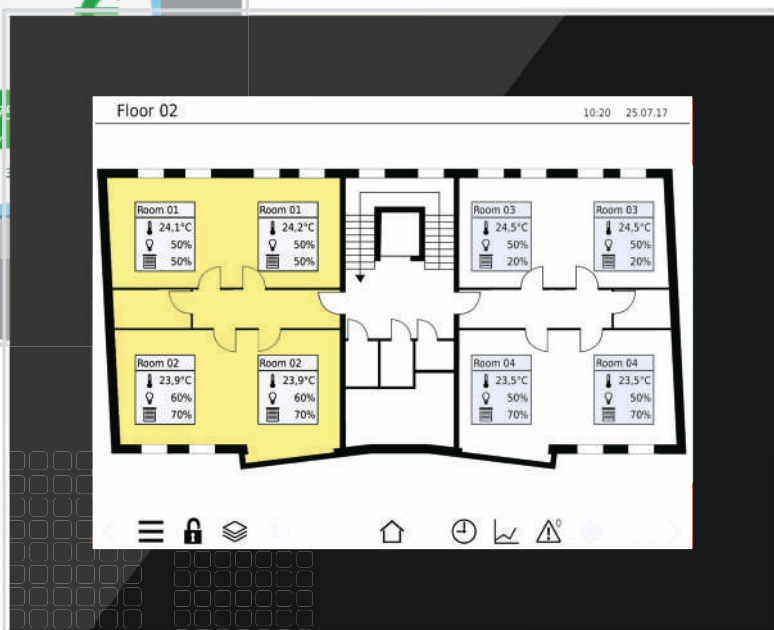 Floor 02
10:20 25.07.17
Room 01
24,1°C
50%
50%
Room 01
24,2°C
50%
50%
Room 03
24,5°C
50%
20%
Room 03
24,5°C
50%
20%
Room 02
23,9°C
60%
70%
Room 02
23,9°C
60%
70%
Room 04
23,5°C
50%
70%
Room 04
23,5°C
50%
70%
0